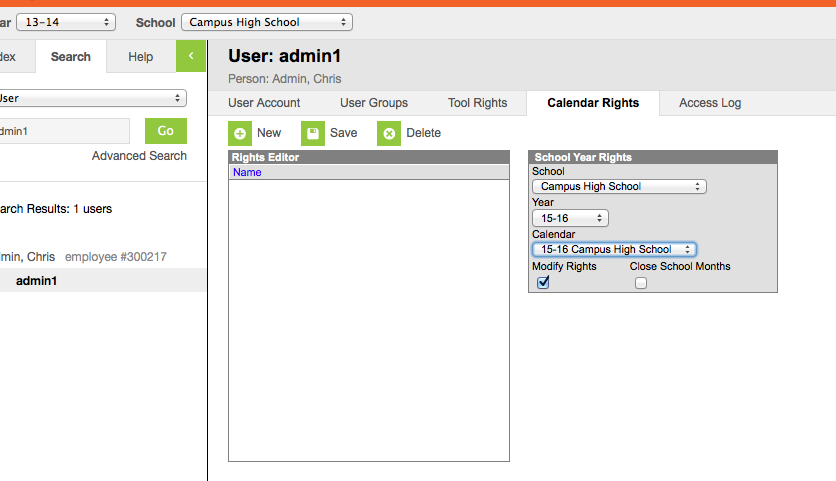 ar 13-14 School Campus High School
dex Search Help <
User: admin1
Person: Admin, Chris
User Account User Groups Tool Rights Calendar Rights Access Log
User
dmin1 Go
Advanced Search
arch Results: 1 users
min, Chris employee #300217
admin1
New Save Delete
Rights Editor
Name
School Year Rights
School
Campus High School
Year
15-16
Calendar
15-16 Campus High School
Modify Rights Close School Months